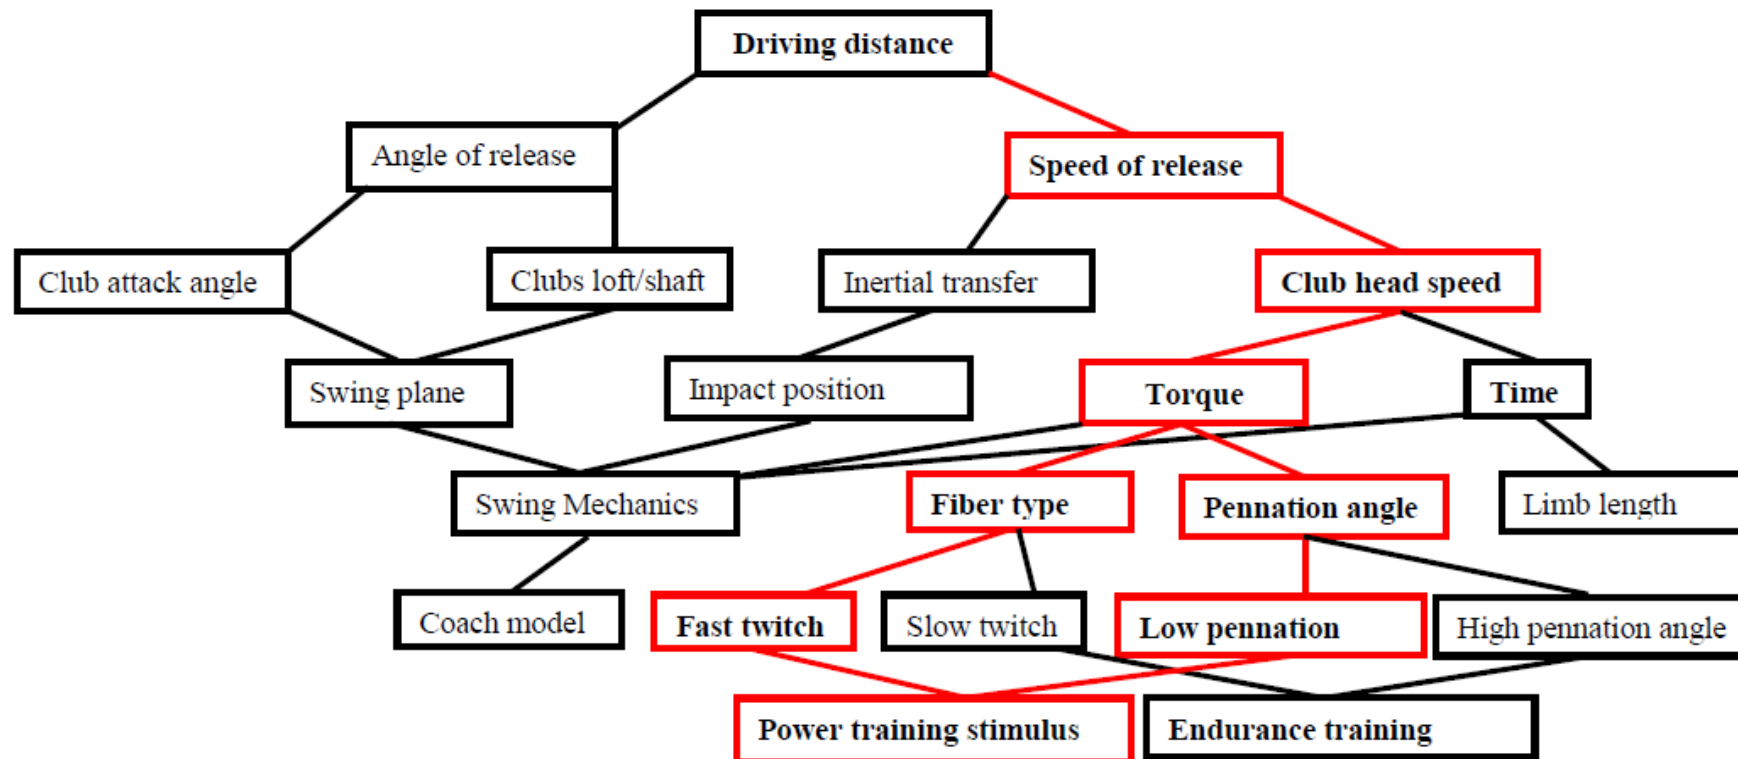 Driving distance
Angle of release
Speed of release
Club attack angle
Clubs loft/shaft
Inertial transfer
Club head speed
Swing plane
Impact position
Torque
Time
Swing Mechanics
Fiber type
Pennation angle
Limb length
Coach model
Fast twitch
Slow twitch
Low pennation
High pennation angle
Power training stimulus
Endurance training